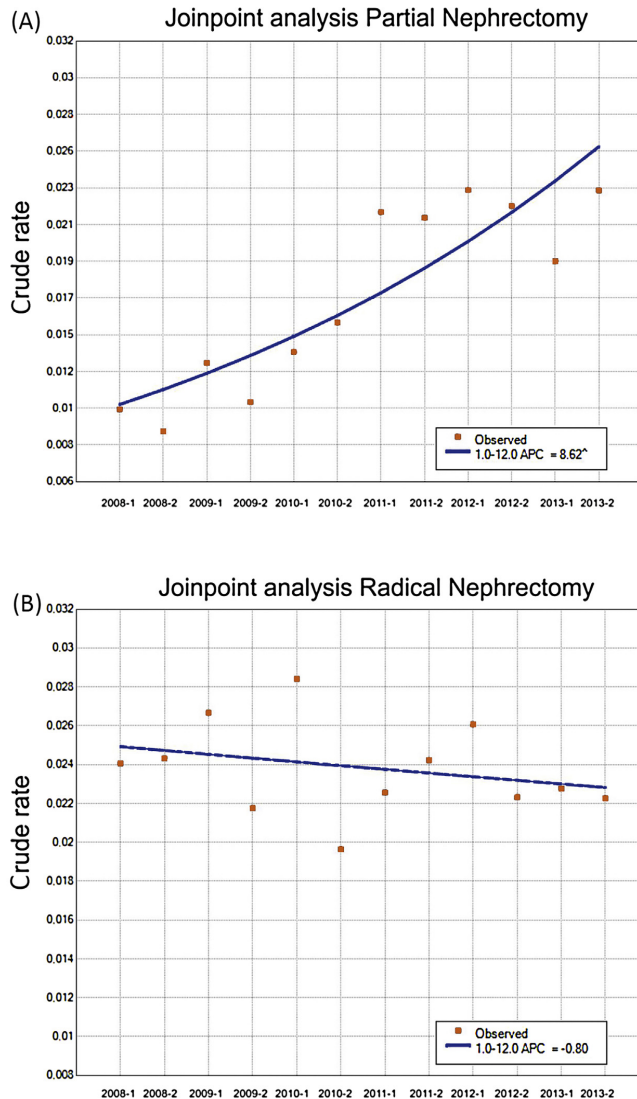 (A)
Joinpoint analysis Partial Nephrectomy
0.032
0.03
0.028
0.026
0.023
0.021
0.019
0.017
0.015
0.012
0.01
0.008
0.006
Crude rate
Observed
1.0-12.0 APC = 8.62^
2008-1 2008-2 2009-1 2009-2 2010-1 2010-2 2011-1 2011-2 2012-1 2012-2 2013-1 2013-2
(B)
Joinpoint analysis Radical Nephrectomy
0.032
0.03
0.028
0.026
0.024
0.022
0.02
0.018
0.016
0.014
0.012
0.01
0.008
Crude rate
Observed
1.0-12.0 APC = -0.80
2008-1 2008-2 2009-1 2009-2 2010-1 2010-2 2011-1 2011-2 2012-1 2012-2 2013-1 2013-2